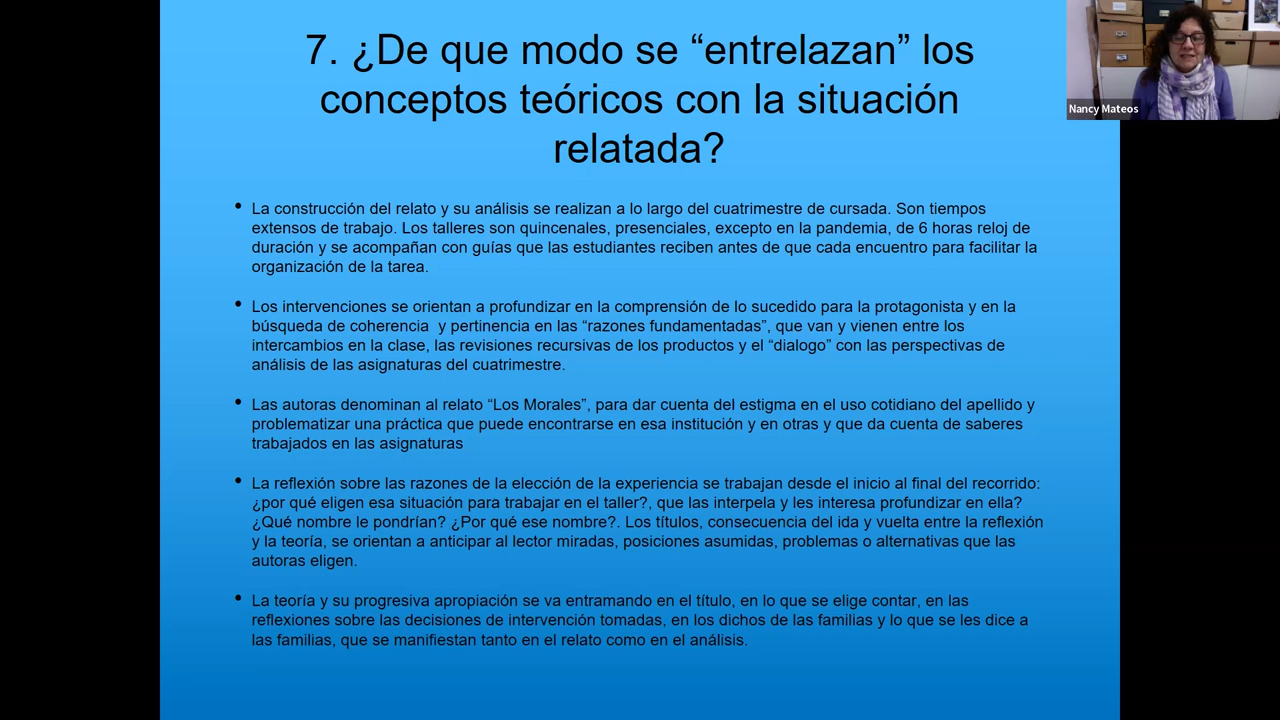 7. ¿De que modo se “entrelazan” los
conceptos teóricos con la situación
relatada?
Nancy Mateos
• La construcción del relato y su análisis se realizan a lo largo del cuatrimestre de cursada. Son tiempos
extensos de trabajo. Los talleres son quincenales, presenciales, excepto en la pandemia, de 6 horas reloj de
duración y se acompañan con guías que las estudiantes reciben antes de que cada encuentro para facilitar la
organización de la tarea.
• Los intervenciones se orientan a profundizar en la comprensión de lo sucedido para la protagonista y en la
búsqueda de coherencia  y pertinencia en las “razones fundamentadas”, que van y vienen entre los
intercambios en la clase, las revisiones recursivas de los productos y el “dialogo” con las perspectivas de
análisis de las asignaturas del cuatrimestre.
• Las autoras denominan al relato “Los Morales”, para dar cuenta del estigma en el uso cotidiano del apellido y
problematizar una práctica que puede encontrarse en esa institución y en otras y que da cuenta de saberes
trabajados en las asignaturas
• La reflexión sobre las razones de la elección de la experiencia se trabajan desde el inicio al final del recorrido:
¿por qué eligen esa situación para trabajar en el taller?, que las interpela y les interesa profundizar en ella?
¿Qué nombre le pondrían? ¿Por qué ese nombre?. Los títulos, consecuencia del ida y vuelta entre la reflexión
y la teoría, se orientan a anticipar al lector miradas, posiciones asumidas, problemas o alternativas que las
autoras eligen.
• La teoría y su progresiva apropiación se va entramando en el título, en lo que se elige contar, en las
reflexiones sobre las decisiones de intervención tomadas, en los dichos de las familias y lo que se les dice a
las familias, que se manifiestan tanto en el relato como en el análisis.